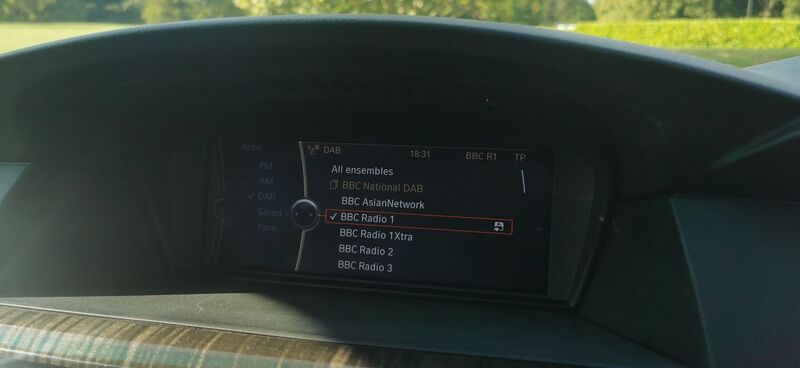 Radio
FM
AM
✓ DAB
Saved
Tone
DAB 18:31 BBC R1 TP
All ensembles
BBC National DAB
BBC AsianNetwork
✓ BBC Radio 1
BBC Radio 1Xtra
BBC Radio 2
BBC Radio 3